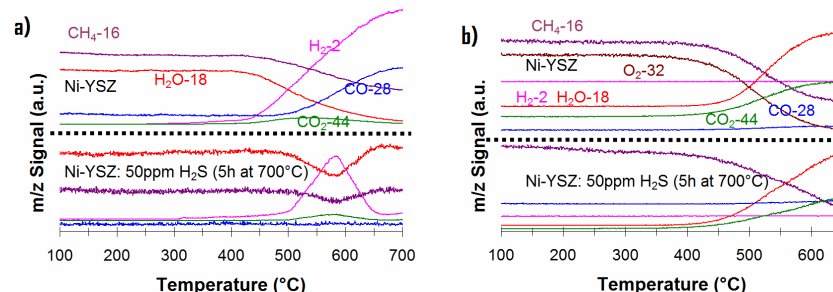 a)
CH₄-16
H₂-2
Ni-YSZ
H₂O-18
CO-28
CO₂-44
Ni-YSZ: 50ppm H₂S (5h at 700°C)
m/z Signal (a.u.)
100 200 300 400 500 600 700
Temperature (°C)
b)
CH₄-16
Ni-YSZ
O₂-32
H₂-2 H₂O-18
CO-28
CO₂-44
Ni-YSZ: 50ppm H₂S (5h at 700°C)
m/z Signal (a.u.)
100 200 300 400 500 600
Temperature (°C)